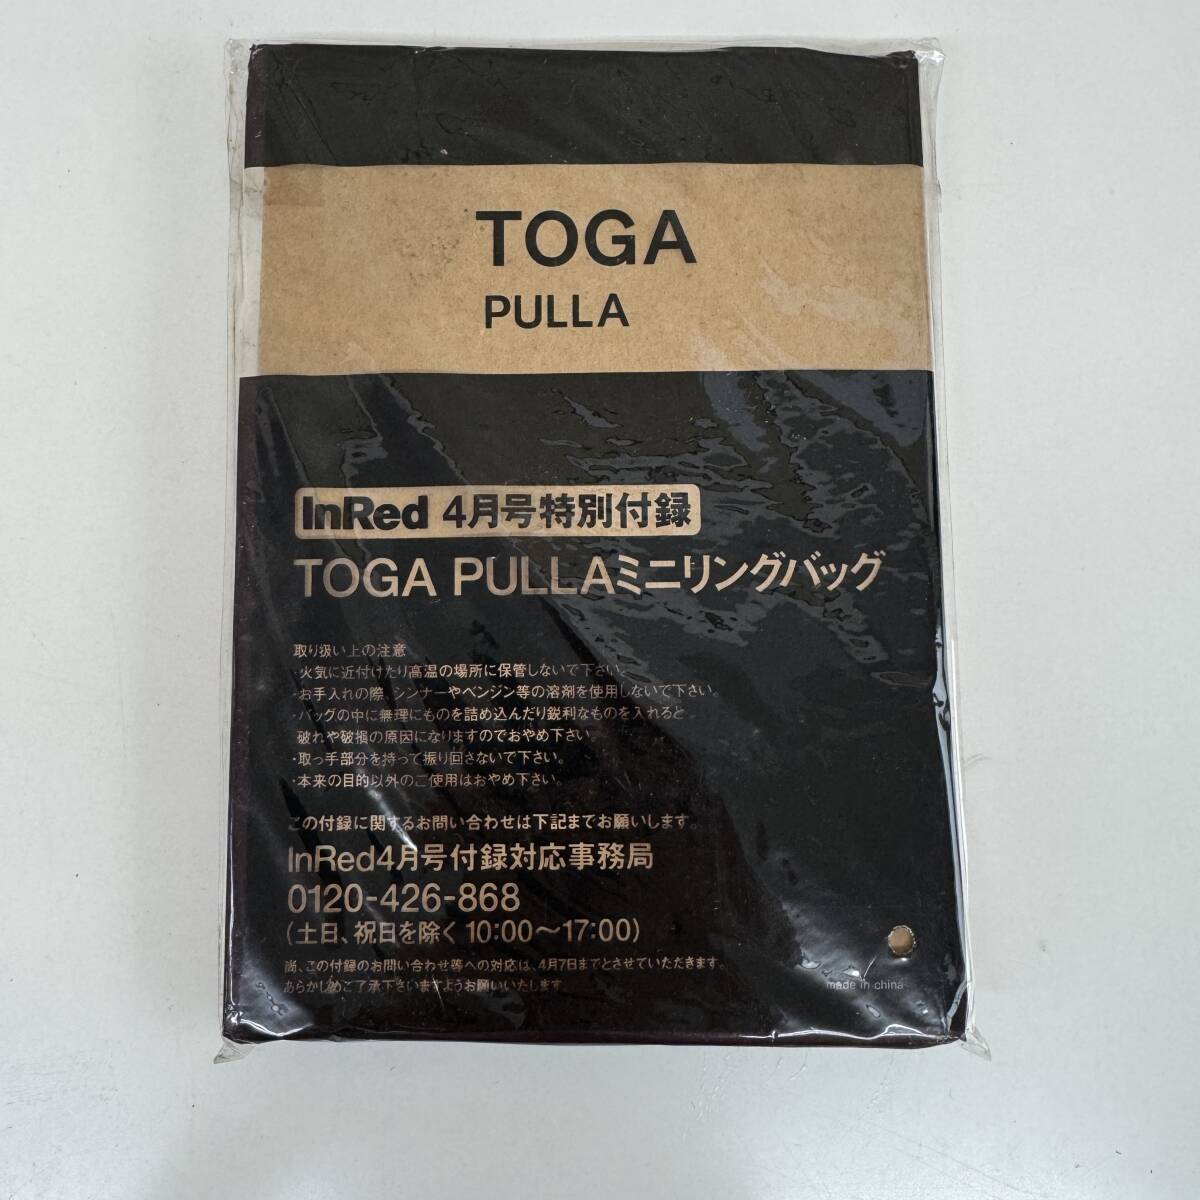 TOGA
PULLA
InRed 4月号特別付録
TOGA PULLAミニリングバッグ
取り扱い上の注意
・火気に近付けたり高温の場所に保管しないで下さい。
・お手入れの際、シンナーやベンジン等の溶剤を使用しないで下さい。
・バッグの中に無理にものを詰め込んだり鋭利なものを入れると
破れや破損の原因になりますのでおやめ下さい。
・取っ手部分を持って振り回さないで下さい。
・本来の目的以外のご使用はおやめ下さい。
この付録に関するお問い合わせは下記までお願いします。
InRed4月号付録対応事務局
0120-426-868
(土日、祝日を除く 10:00〜17:00)
尚、この付録のお問い合わせ等への対応は、4月7日までとさせていただきます。
あらかじめご了承下さいますようお願いいたします。
made in china